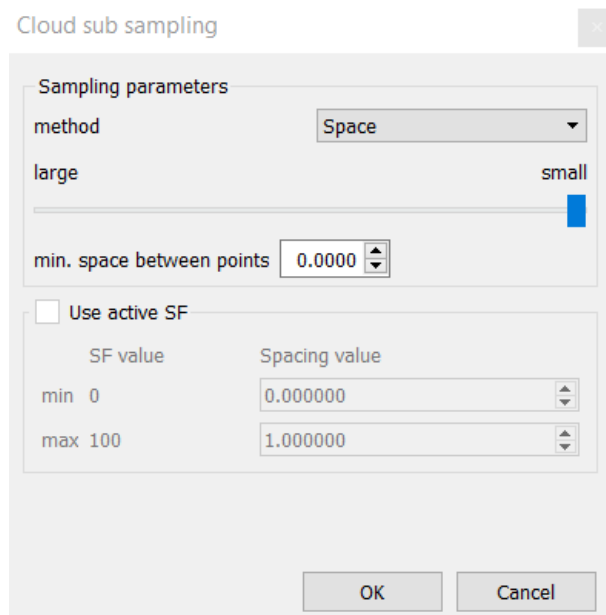 Cloud sub sampling
Sampling parameters
method Space
large small
min. space between points 0.0000
Use active SF
SF value Spacing value
min 0 0.000000
max 100 1.000000
OK Cancel